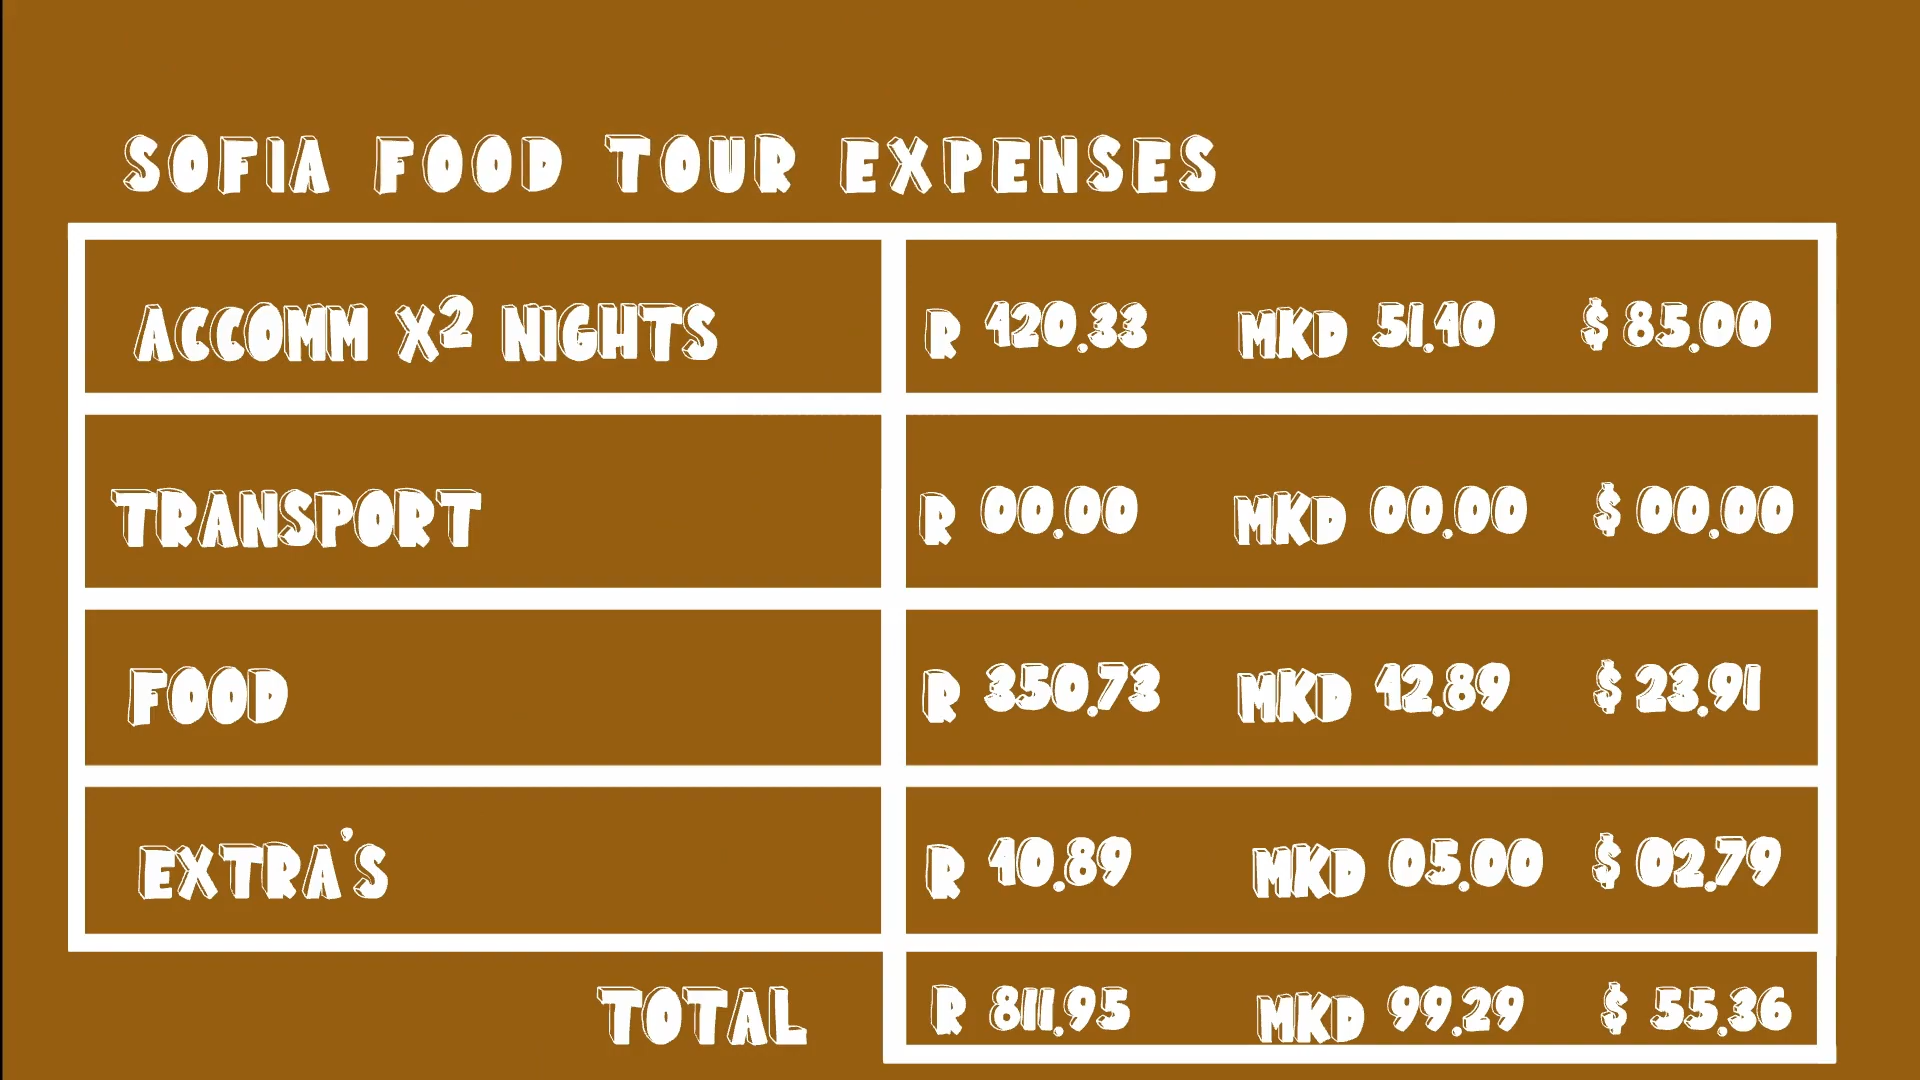 SOFIA FOOD TOUR EXPENSES
ACCOMM X2 NIGHTS R 420.33 MKD 51.40 $ 85.00
TRANSPORT R 00.00 MKD 00.00 $ 00.00
FOOD R 350.73 MKD 42.89 $ 23.91
EXTRA'S R 40.89 MKD 05.00 $ 02.79
TOTAL R 811.95 MKD 99.29 $ 55.36